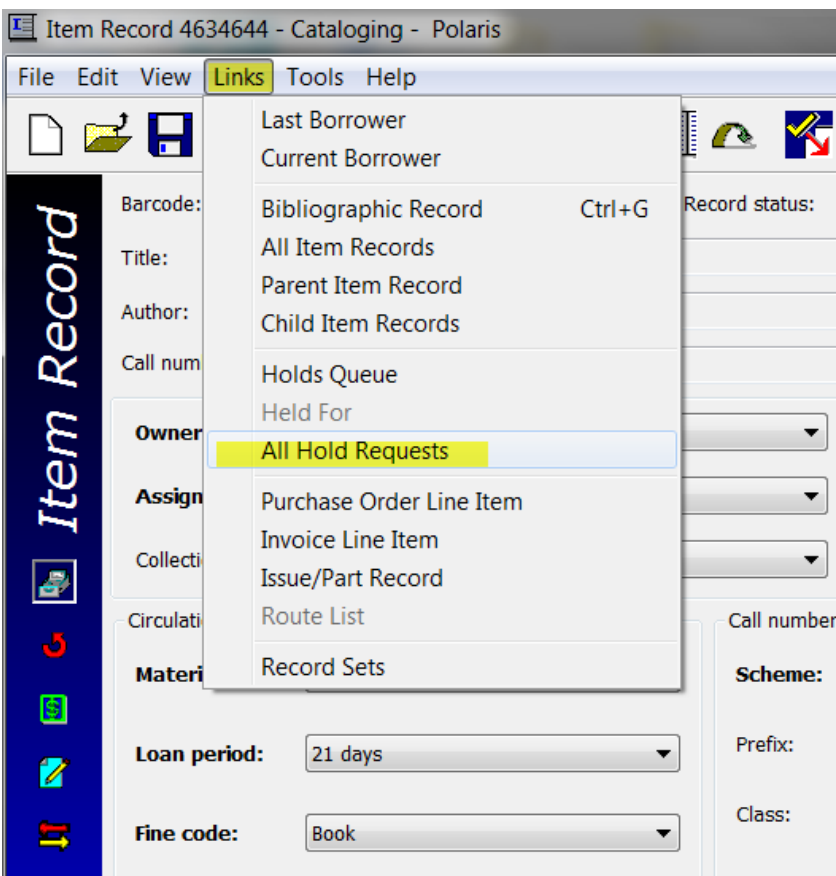 Item Record 4634644 - Cataloging - Polaris
File Edit View Links Tools Help
Last Borrower
Current Borrower
Bibliographic Record Ctrl+G
All Item Records
Parent Item Record
Child Item Records
Holds Queue
Held For
All Hold Requests
Purchase Order Line Item
Invoice Line Item
Issue/Part Record
Route List
Record Sets
Item Record
Barcode:
Record status:
Title:
Author:
Call num
Owner
Assign
Collecti
Circulati
Materi
Loan period: 21 days
Fine code: Book
Call number
Scheme:
Prefix:
Class: